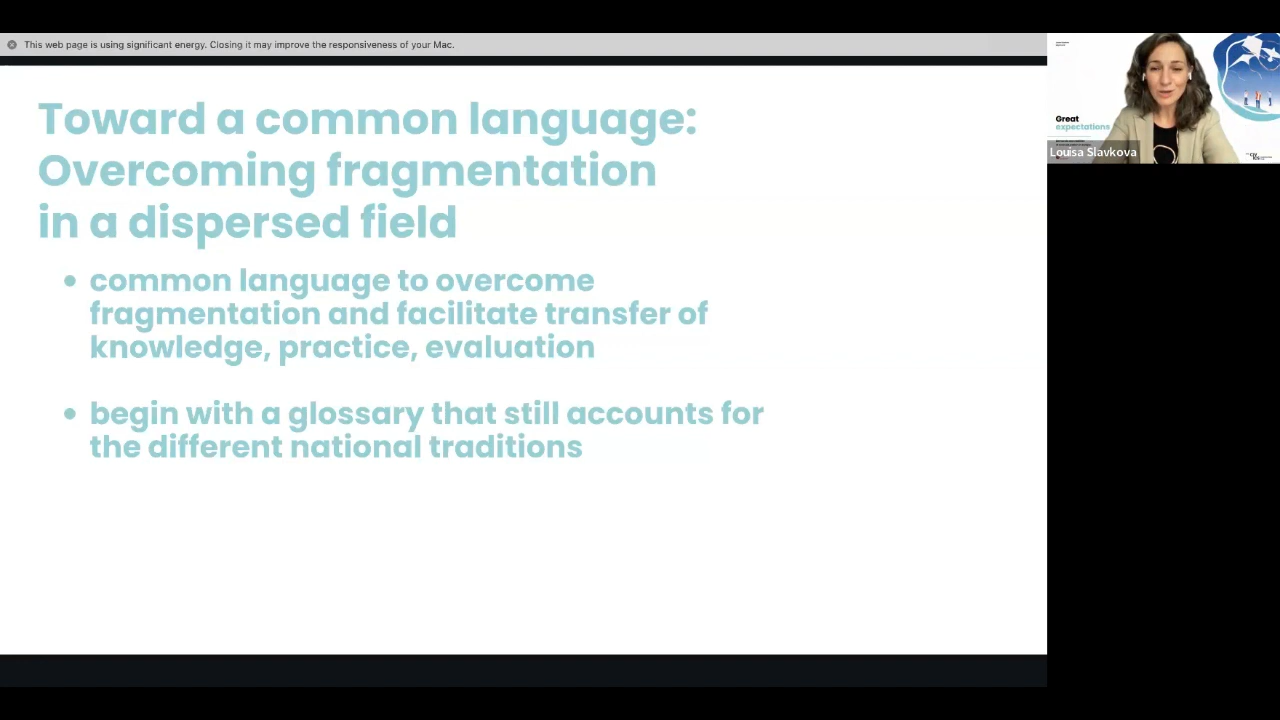 This web page is using significant energy. Closing it may improve the responsiveness of your Mac.
Toward a common language:
Overcoming fragmentation
in a dispersed field
• common language to overcome
fragmentation and facilitate transfer of
knowledge, practice, evaluation
• begin with a glossary that still accounts for
the different national traditions
Great
expectations
Louisa Slavkova